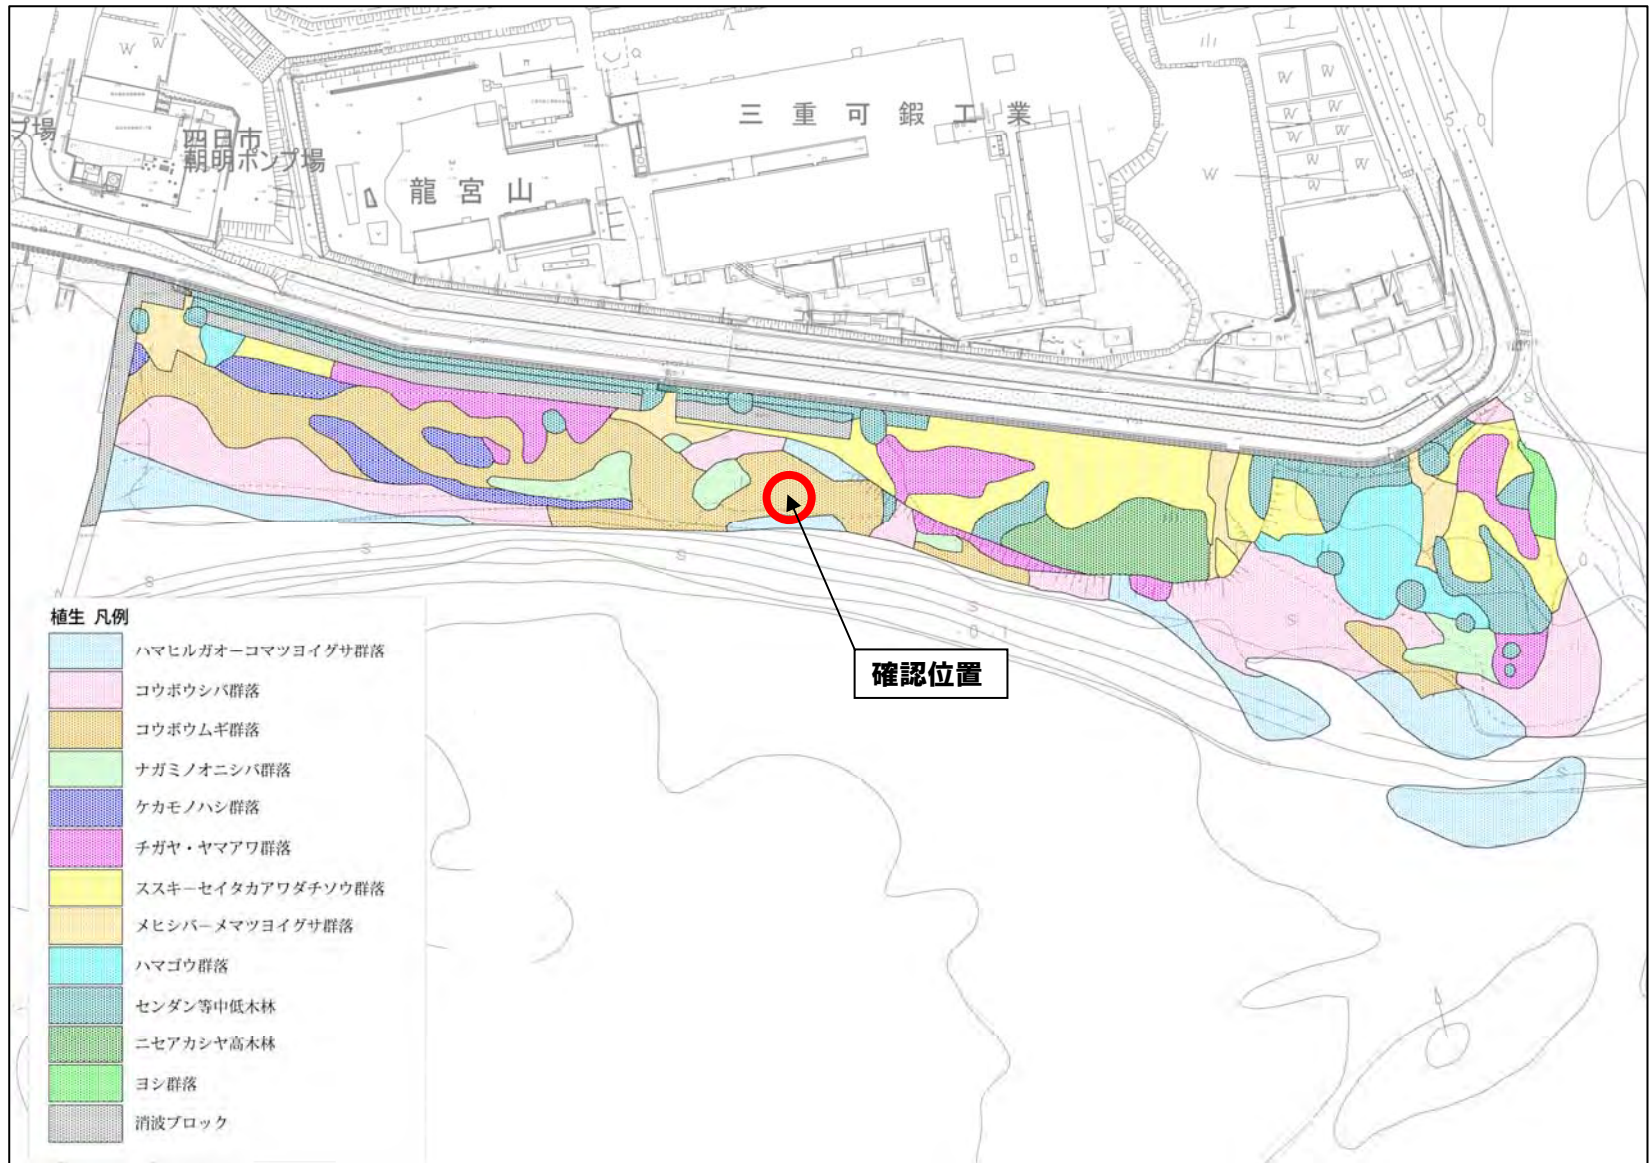 三重可鍛工業
プ場
四日市
朝明ポンプ場
龍宮山
確認位置
植生 凡例
ハマヒルガオーコマツヨイグサ群落
コウボウシバ群落
コウボウムギ群落
ナガミノオニシバ群落
ケカモノハシ群落
チガヤ・ヤマアワ群落
ススキーセイタカアワダチソウ群落
メヒシバーメマツヨイグサ群落
ハマゴウ群落
センダン等中低木林
ニセアカシヤ高木林
ヨシ群落
消波ブロック